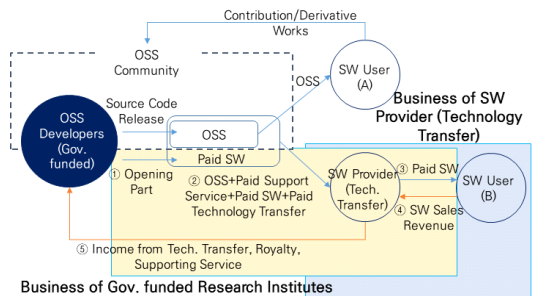 Contribution/Derivative
Works
OSS
Community
OSS
SW User
(A)
Business of SW
Provider (Technology
Transfer)
Source Code
Release
OSS
Developers
(Gov.
funded)
OSS
Paid SW
① Opening
Part
② OSS+Paid Support
Service+Paid SW+Paid
Technology Transfer
SW Provider
(Tech.
Transfer)
③ Paid SW
SW User
(B)
④ SW Sales
Revenue
⑤ Income from Tech. Transfer, Royalty,
Supporting Service
Business of Gov. funded Research Institutes